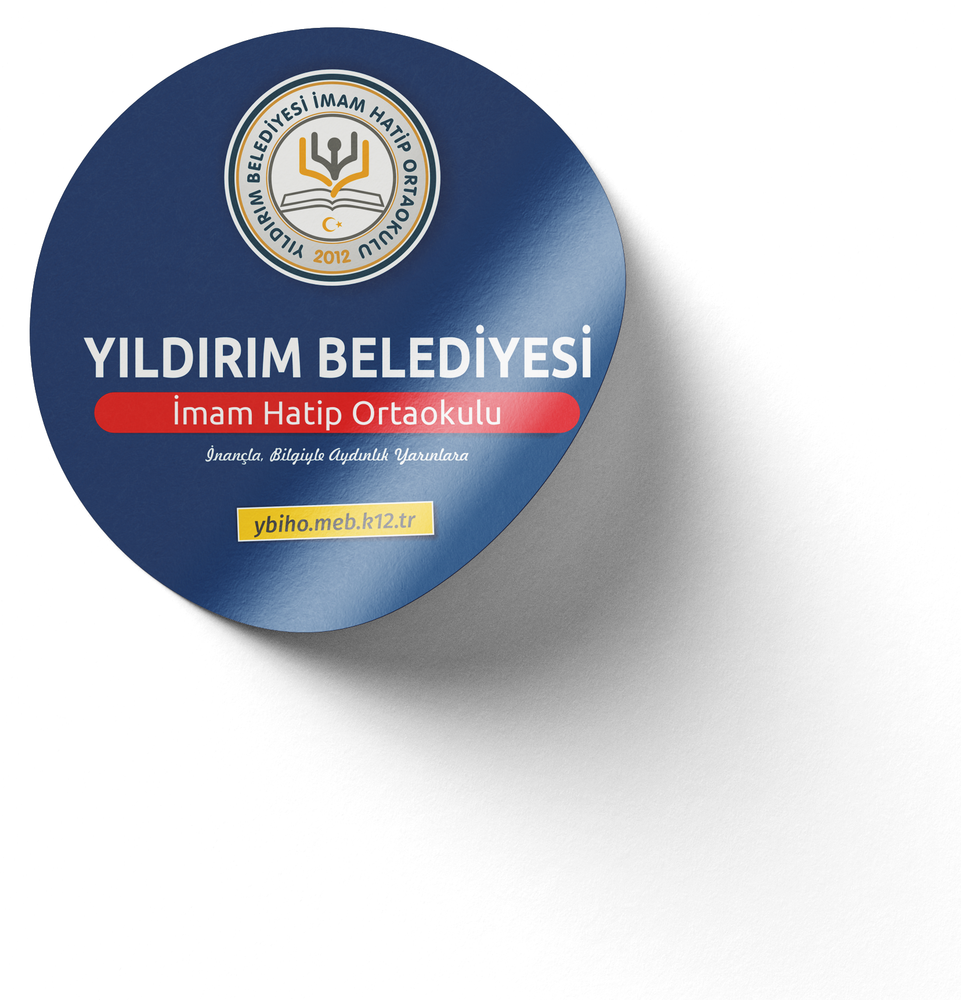 YILDIRIM BELEDİYESİ İMAM HATİP ORTAOKULU
2012
YILDIRIM BELEDİYESİ
İmam Hatip Ortaokulu
İnançla, Bilgiyle Aydınlık Yarınlara
ybiho.meb.k12.tr